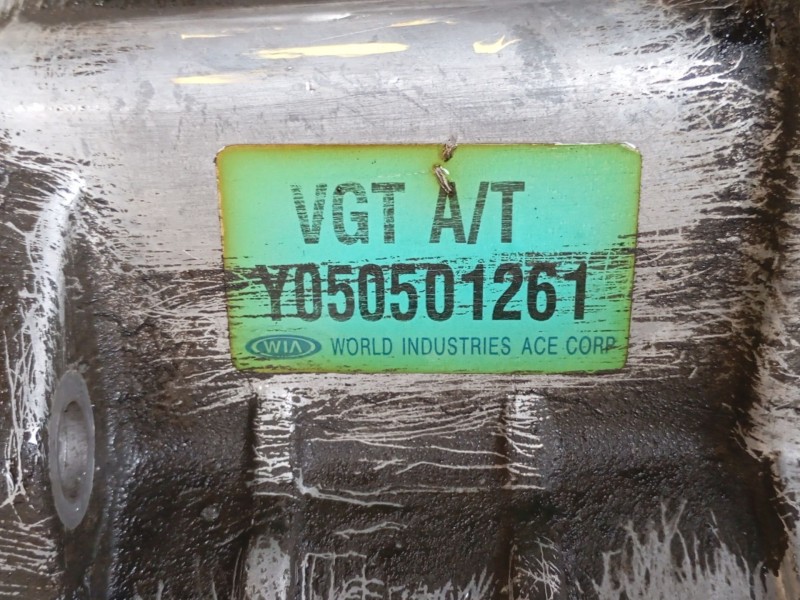 VGT A/T
Y050501261
WIA WORLD INDUSTRIES ACE CORP